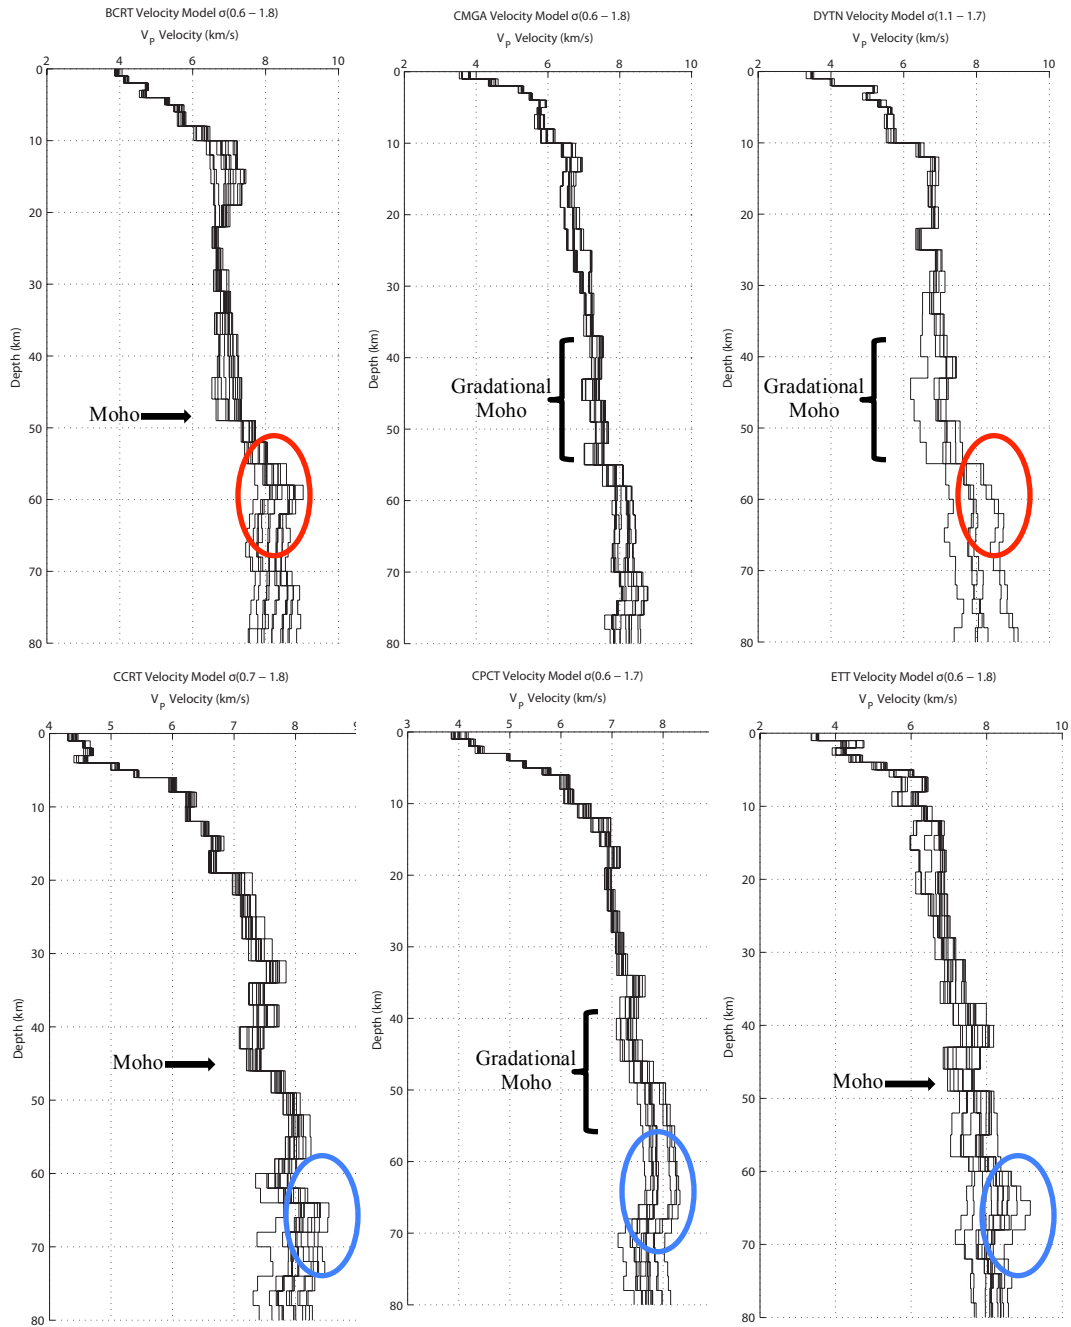 BCRT Velocity Model σ(0.6 – 1.8)
V_P Velocity (km/s)
0 2 4 6 8 10
0
10
20
30
40
50
60
70
80
Depth (km)
Moho
CMGA Velocity Model σ(0.6 – 1.8)
V_P Velocity (km/s)
2 4 6 8 10
0
10
20
30
40
50
60
70
80
Depth (km)
Gradational
Moho
DYTN Velocity Model σ(1.1 – 1.7)
V_P Velocity (km/s)
2 4 6 8 10
0
10
20
30
40
50
60
70
80
Depth (km)
Gradational
Moho
CCRT Velocity Model σ(0.7 – 1.8)
V_P Velocity (km/s)
4 5 6 7 8 9
0
10
20
30
40
50
60
70
80
Depth (km)
Moho
CPCT Velocity Model σ(0.6 – 1.7)
V_P Velocity (km/s)
3 4 5 6 7 8
0
10
20
30
40
50
60
70
80
Depth (km)
Gradational
Moho
ETT Velocity Model σ(0.6 – 1.8)
V_P Velocity (km/s)
2 4 6 8 10
0
10
20
30
40
50
60
70
80
Depth (km)
Moho